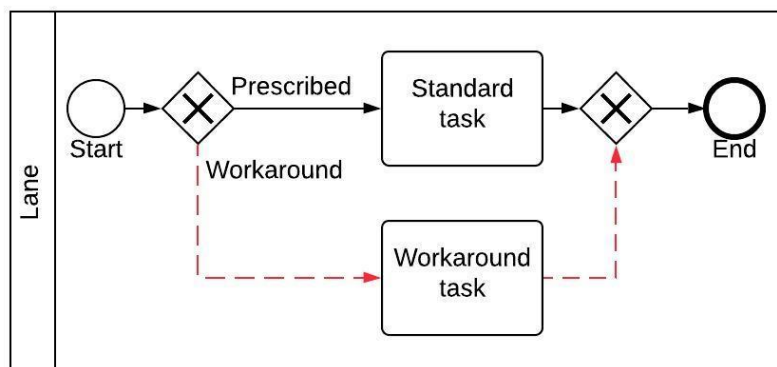 Lane
Start
Prescribed
Workaround
Standard
task
Workaround
task
End